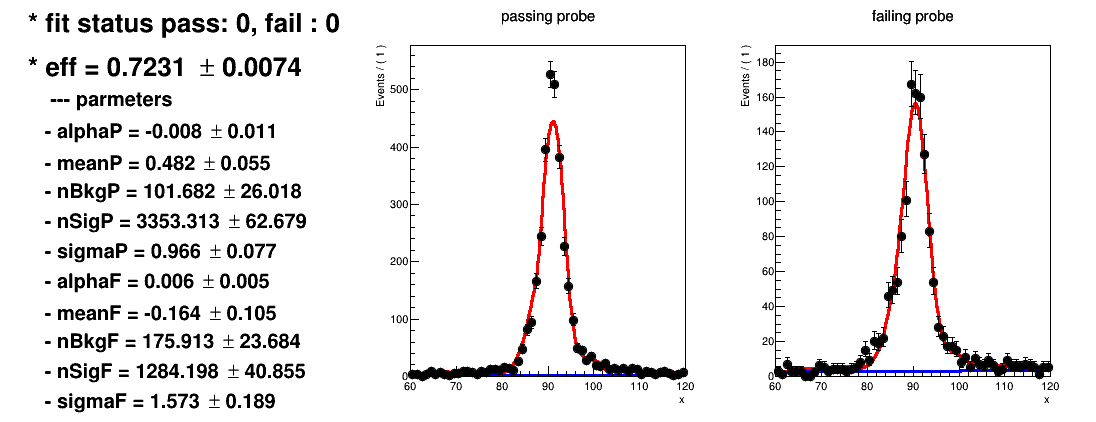 * fit status pass: 0, fail : 0
* eff = 0.7231 ± 0.0074
--- parmeters
- alphaP = -0.008 ± 0.011
- meanP = 0.482 ± 0.055
- nBkgP = 101.682 ± 26.018
- nSigP = 3353.313 ± 62.679
- sigmaP = 0.966 ± 0.077
- alphaF = 0.006 ± 0.005
- meanF = -0.164 ± 0.105
- nBkgF = 175.913 ± 23.684
- nSigF = 1284.198 ± 40.855
- sigmaF = 1.573 ± 0.189
passing probe
Events / ( 1 )
500
400
300
200
100
0
60 70 80 90 100 110 120
x
failing probe
Events / ( 1 )
180
160
140
120
100
80
60
40
20
0
60 70 80 90 100 110 120
x